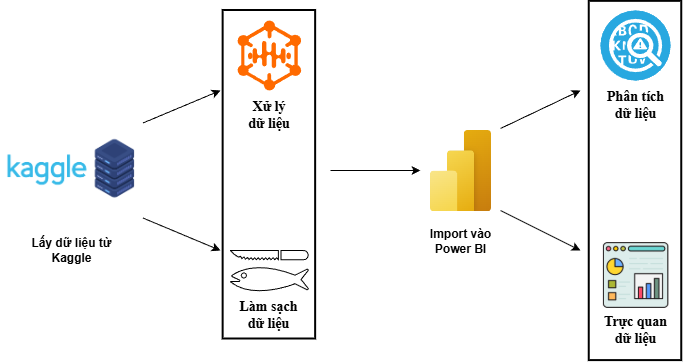 kaggle
Lấy dữ liệu từ
Kaggle
Xử lý
dữ liệu
Làm sạch
dữ liệu
Import vào
Power BI
Phân tích
dữ liệu
Trực quan
dữ liệu